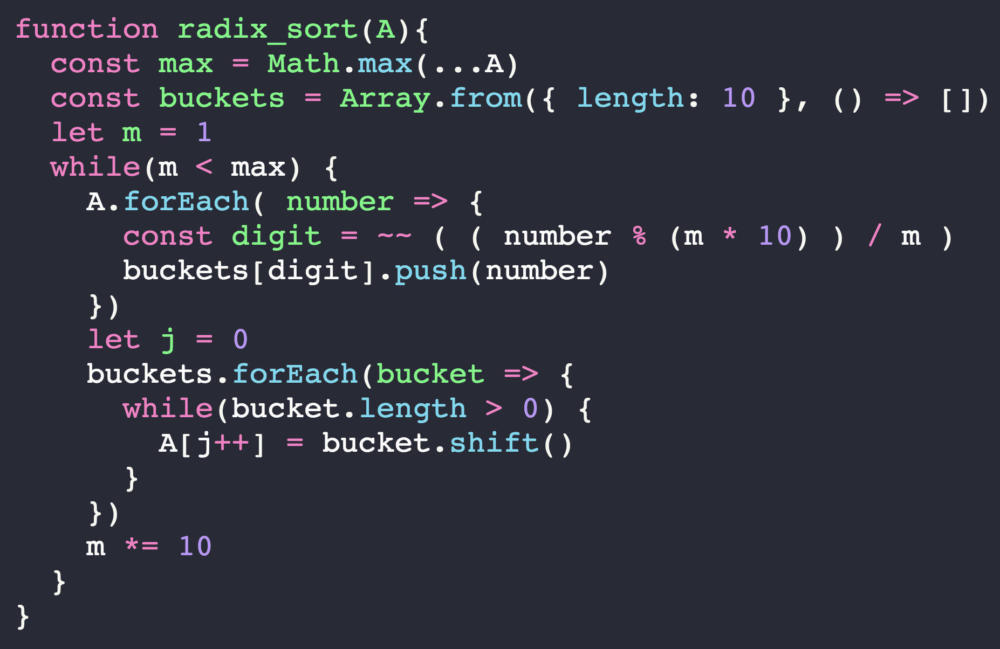 function radix_sort(A){
  const max = Math.max(...A)
  const buckets = Array.from({ length: 10 }, () => [])
  let m = 1
  while(m < max) {
    A.forEach( number => {
      const digit = ~~ ( ( number % (m * 10) ) / m )
      buckets[digit].push(number)
    })
    let j = 0
    buckets.forEach(bucket => {
      while(bucket.length > 0) {
        A[j++] = bucket.shift()
      }
    })
    m *= 10
  }
}